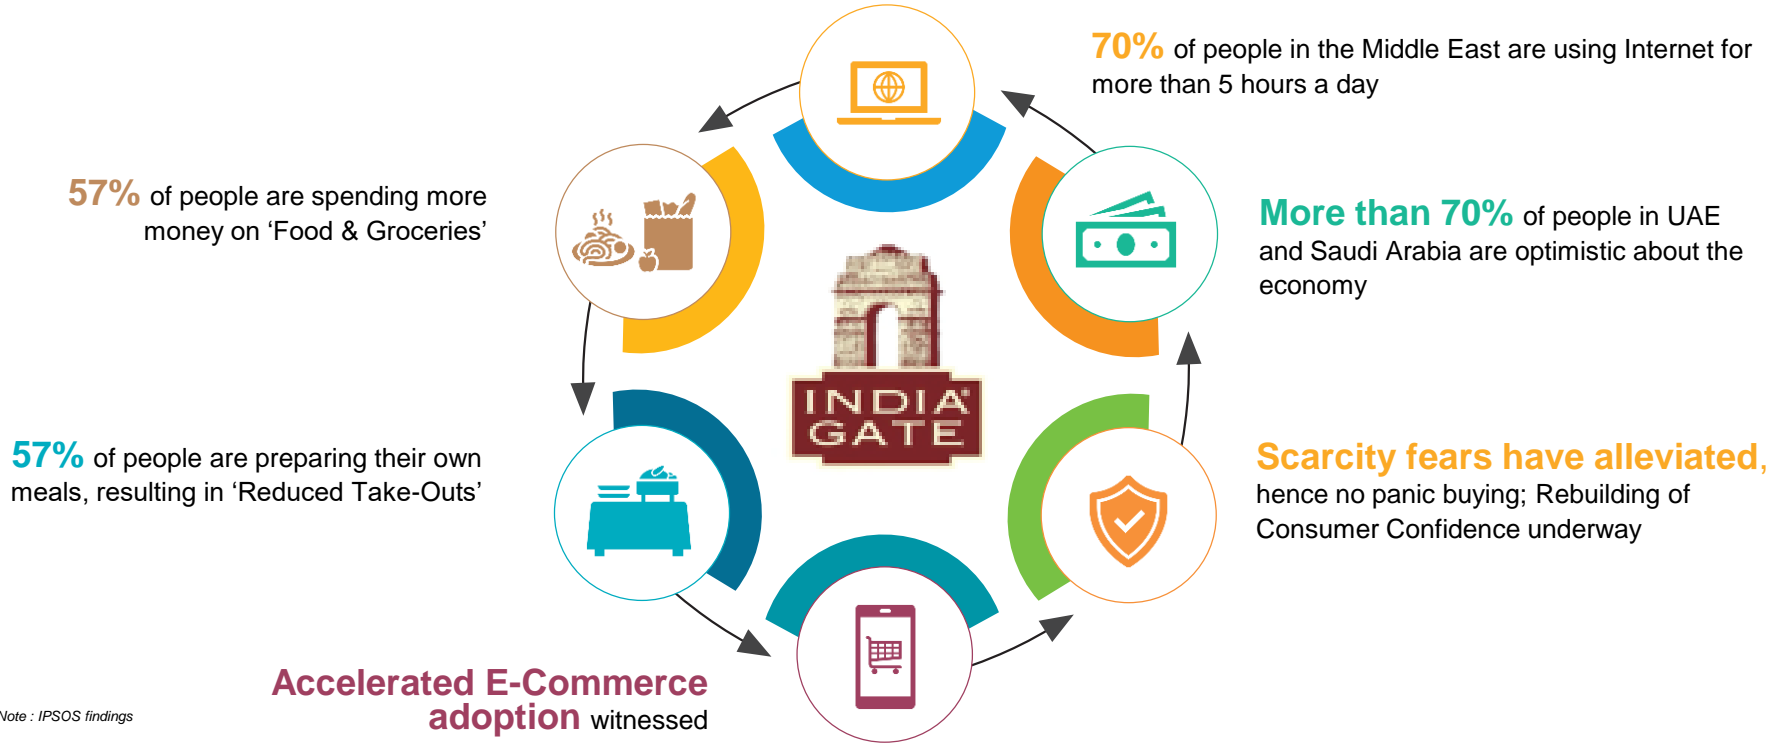 70% of people in the Middle East are using Internet for
more than 5 hours a day
57% of people are spending more
money on ‘Food & Groceries’
More than 70% of people in UAE
and Saudi Arabia are optimistic about the
economy
INDIA
GATE
57% of people are preparing their own
meals, resulting in ‘Reduced Take-Outs’
Scarcity fears have alleviated,
hence no panic buying; Rebuilding of
Consumer Confidence underway
Accelerated E-Commerce
adoption witnessed
Note : IPSOS findings